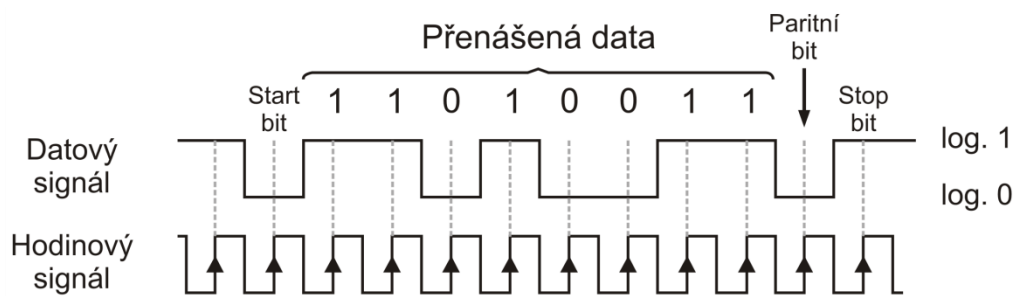 Přenášená data
Paritní
bit
Start
bit
1 1 0 1 0 0 1 1
Stop
bit
Datový
signál
log. 1
log. 0
Hodinový
signál